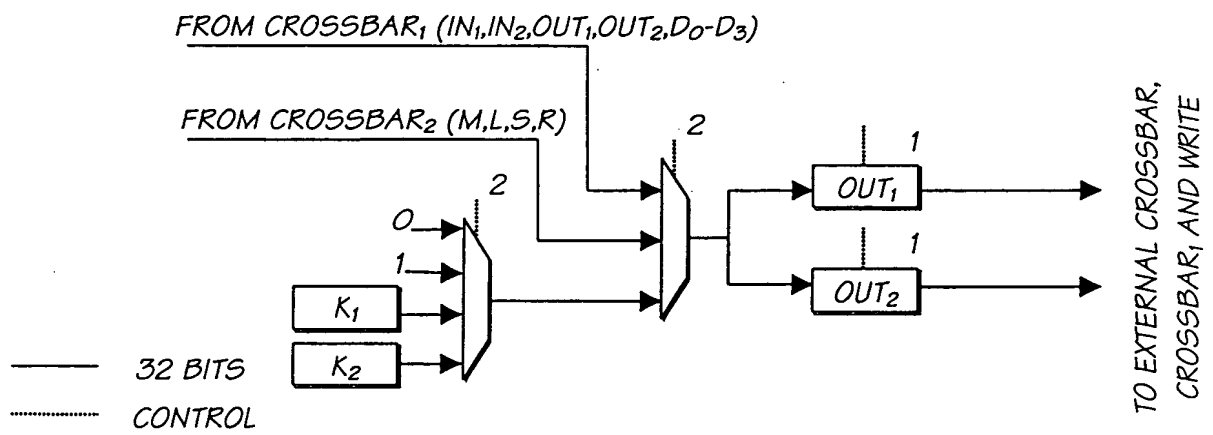 FROM CROSSBAR₁ (IN₁,IN₂,OUT₁,OUT₂,D₀-D₃)
FROM CROSSBAR₂ (M,L,S,R)
2
2
0
1
K₁
K₂
1
OUT₁
1
OUT₂
TO EXTERNAL CROSSBAR,
CROSSBAR₁ AND WRITE
32 BITS
CONTROL